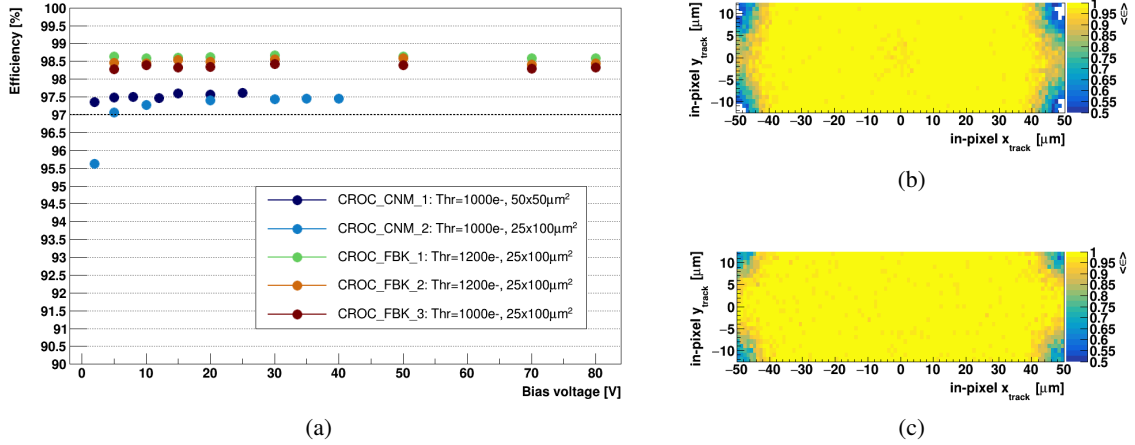 Efficiency [%]
100
99.5
99
98.5
98
97.5
97
96.5
96
95.5
95
94.5
94
93.5
93
92.5
92
91.5
91
90.5
90
CROC_CNM_1: Thr=1000e-, 50x50μm²
CROC_CNM_2: Thr=1000e-, 25x100μm²
CROC_FBK_1: Thr=1200e-, 25x100μm²
CROC_FBK_2: Thr=1200e-, 25x100μm²
CROC_FBK_3: Thr=1000e-, 25x100μm²
0 10 20 30 40 50 60 70 80
Bias voltage [V]
(a)
in-pixel y_track [μm]
10
5
0
−5
−10
−50 −40 −30 −20 −10 0 10 20 30 40 50
in-pixel x_track [μm]
1
0.95
0.9
0.85
0.8
0.75
0.7
0.65
0.6
0.55
0.5
<ϵ>
(b)
in-pixel y_track [μm]
10
5
0
−5
−10
−50 −40 −30 −20 −10 0 10 20 30 40 50
in-pixel x_track [μm]
1
0.95
0.9
0.85
0.8
0.75
0.7
0.65
0.6
0.55
0.5
<ϵ>
(c)